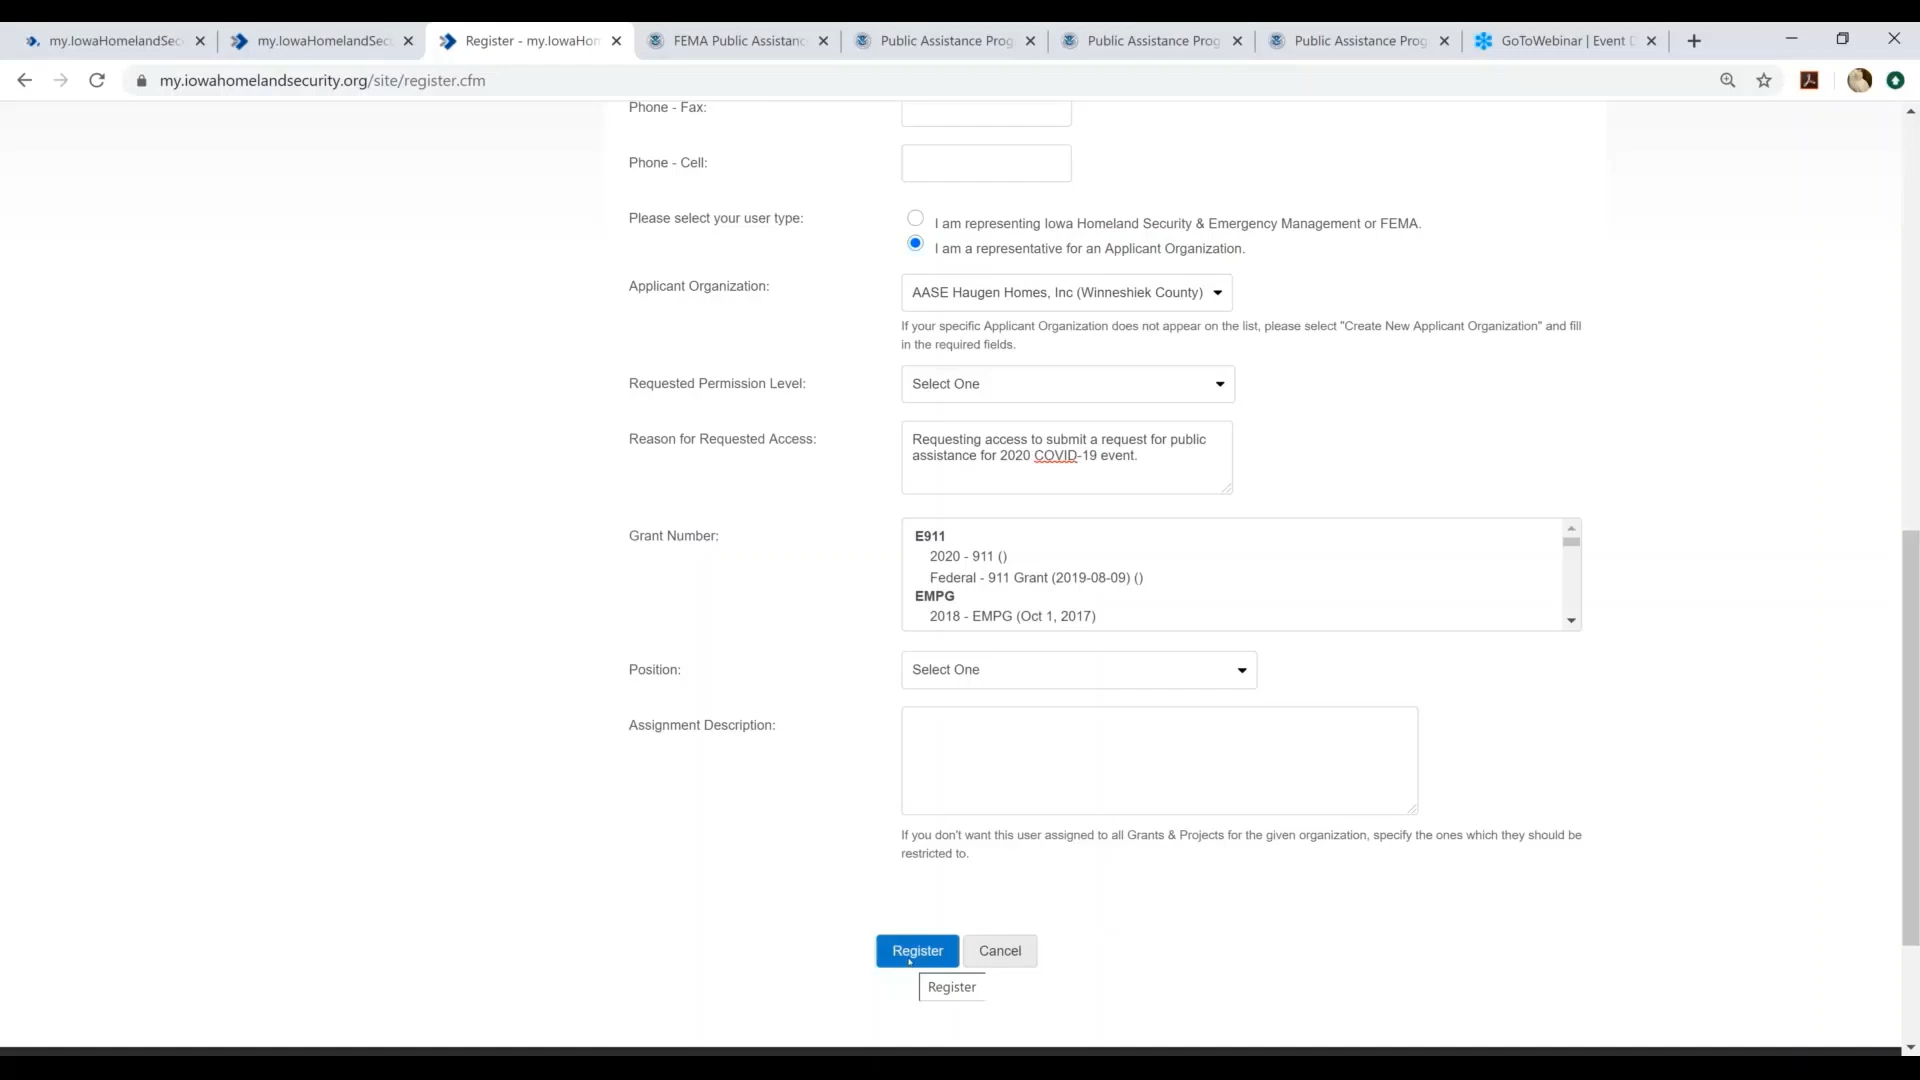 my.IowaHomelandSec
my.IowaHomelandSec
Register - my.IowaHom
FEMA Public Assistanc
Public Assistance Prog
Public Assistance Prog
Public Assistance Prog
GoToWebinar | Event D
my.iowahomelandsecurity.org/site/register.cfm
Phone - Fax:
Phone - Cell:
Please select your user type:
I am representing Iowa Homeland Security & Emergency Management or FEMA.
I am a representative for an Applicant Organization.
Applicant Organization:
AASE Haugen Homes, Inc (Winneshiek County)
If your specific Applicant Organization does not appear on the list, please select "Create New Applicant Organization" and fill
in the required fields.
Requested Permission Level:
Select One
Reason for Requested Access:
Requesting access to submit a request for public
assistance for 2020 COVID-19 event.
Grant Number:
E911
2020 - 911 ()
Federal - 911 Grant (2019-08-09) ()
EMPG
2018 - EMPG (Oct 1, 2017)
Position:
Select One
Assignment Description:
If you don't want this user assigned to all Grants & Projects for the given organization, specify the ones which they should be
restricted to.
Register
Cancel
Register